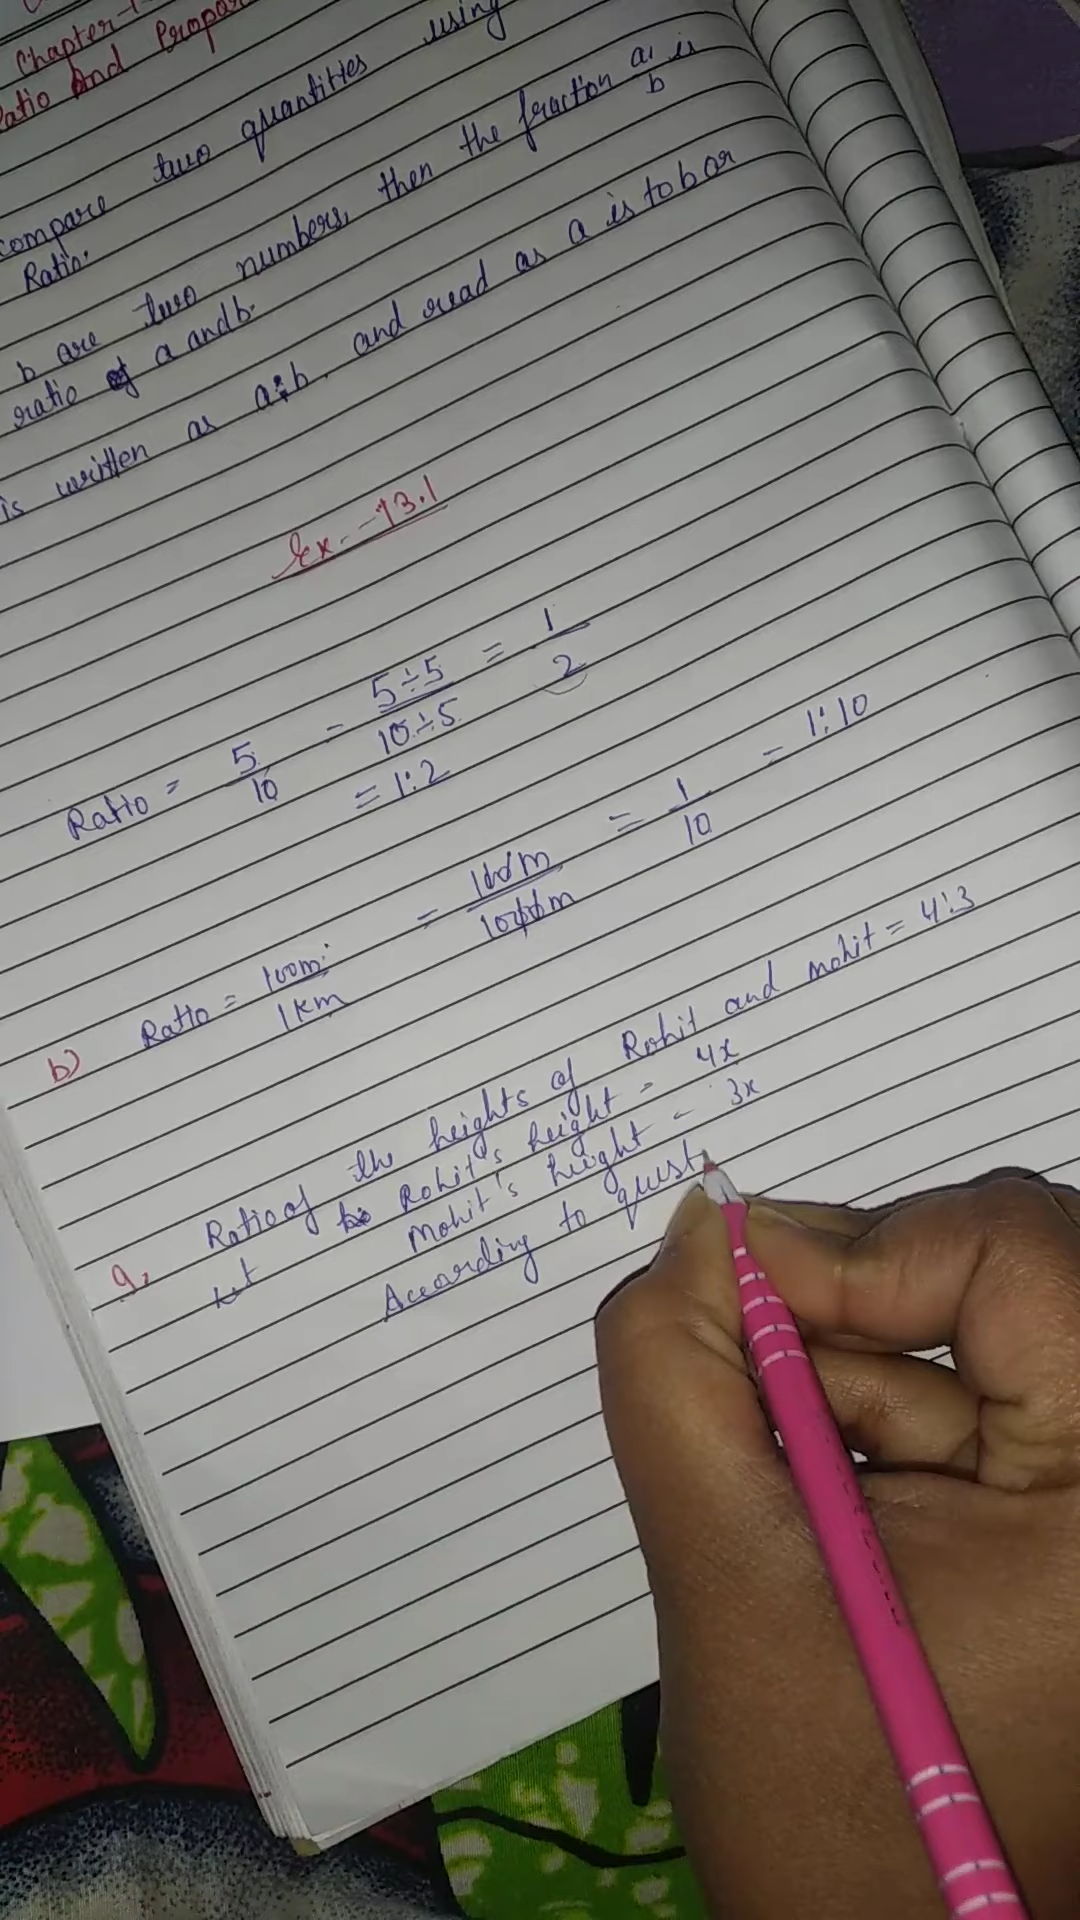 Chapter-1
Ratio and Propor
compare two quantities using
Ratio.
b are two numbers, then the fraction a/b is
ratio of a and b.
is written as a:b. and read as a is to b or
Ex - 13.1
Ratio = 5/10 = 5÷5/10÷5 = 1/2
= 1:2
b) Ratio = 100m/1km = 100m/1000m = 1/10 = 1:10
9, Ratio of the heights of Rohit and mohit = 4:3
let Rohit's height = 4x
Mohit's height = 3x
According to quest